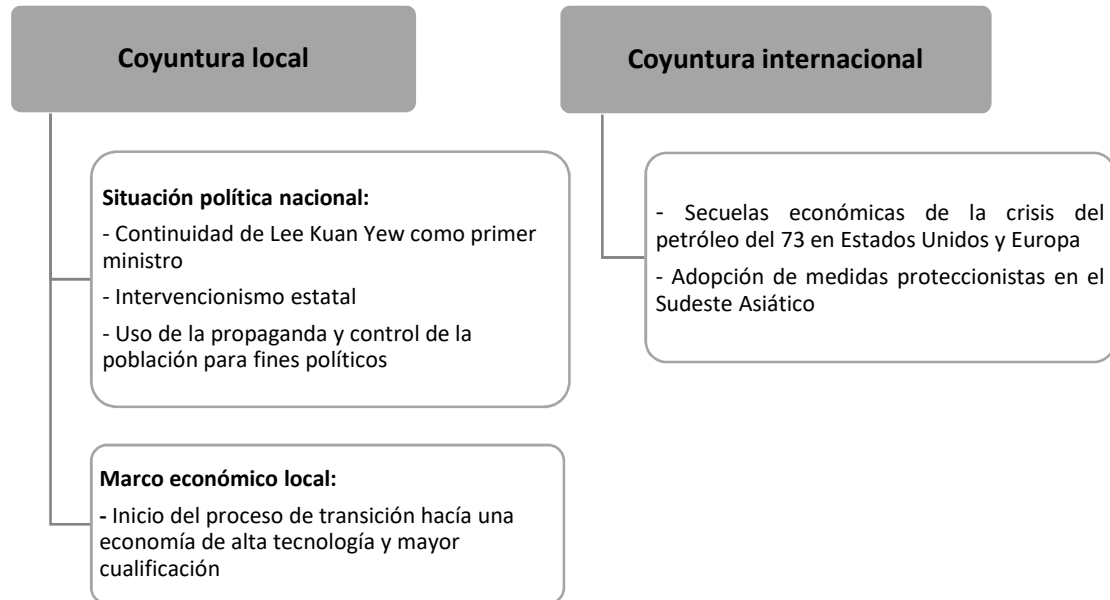 Coyuntura local
Situación política nacional:
- Continuidad de Lee Kuan Yew como primer
ministro
- Intervencionismo estatal
- Uso de la propaganda y control de la
población para fines políticos
Marco económico local:
- Inicio del proceso de transición hacía una
economía de alta tecnología y mayor
cualificación
Coyuntura internacional
- Secuelas económicas de la crisis del
petróleo del 73 en Estados Unidos y Europa
- Adopción de medidas proteccionistas en el
Sudeste Asiático